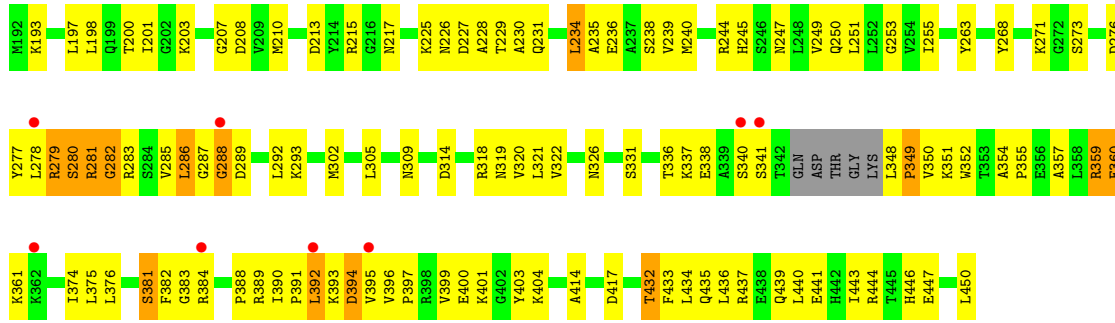 M192 K193 L197 L198 Q199 T200 I201 G202 K203 G207 D208 V209 M210 D213 Y214 R215 G216 N217 K225 N226 D227 A228 T229 A230 Q231 L234 A235 E236 A237 S238 V239 M240 R244 H245 S246 N247 L248 V249 Q250 L251 L252 G253 V254 I255 Y263 Y268 K271 G272 S273 D276
Y277 L278 R279 S280 R281 G282 R283 S284 V285 L286 G287 G288 D289 L292 K293 M302 L305 N309 D314 R318 N319 V320 L321 V322 N326 S331 T336 K337 E338 A339 S340 S341 T342 GLN ASP THR GLY LYS L348 P349 V350 K351 W352 T353 A354 P355 E356 A357 L358 R359 E360
K361 K362 I374 L375 L376 S381 F382 G383 R384 P388 R389 I390 P391 L392 K393 D394 V395 V396 P397 R398 V399 E400 K401 G402 Y403 K404 A414 D417 T432 F433 L434 Q435 L436 R437 E438 Q439 L440 E441 H442 I443 R444 T445 H446 E447 L450